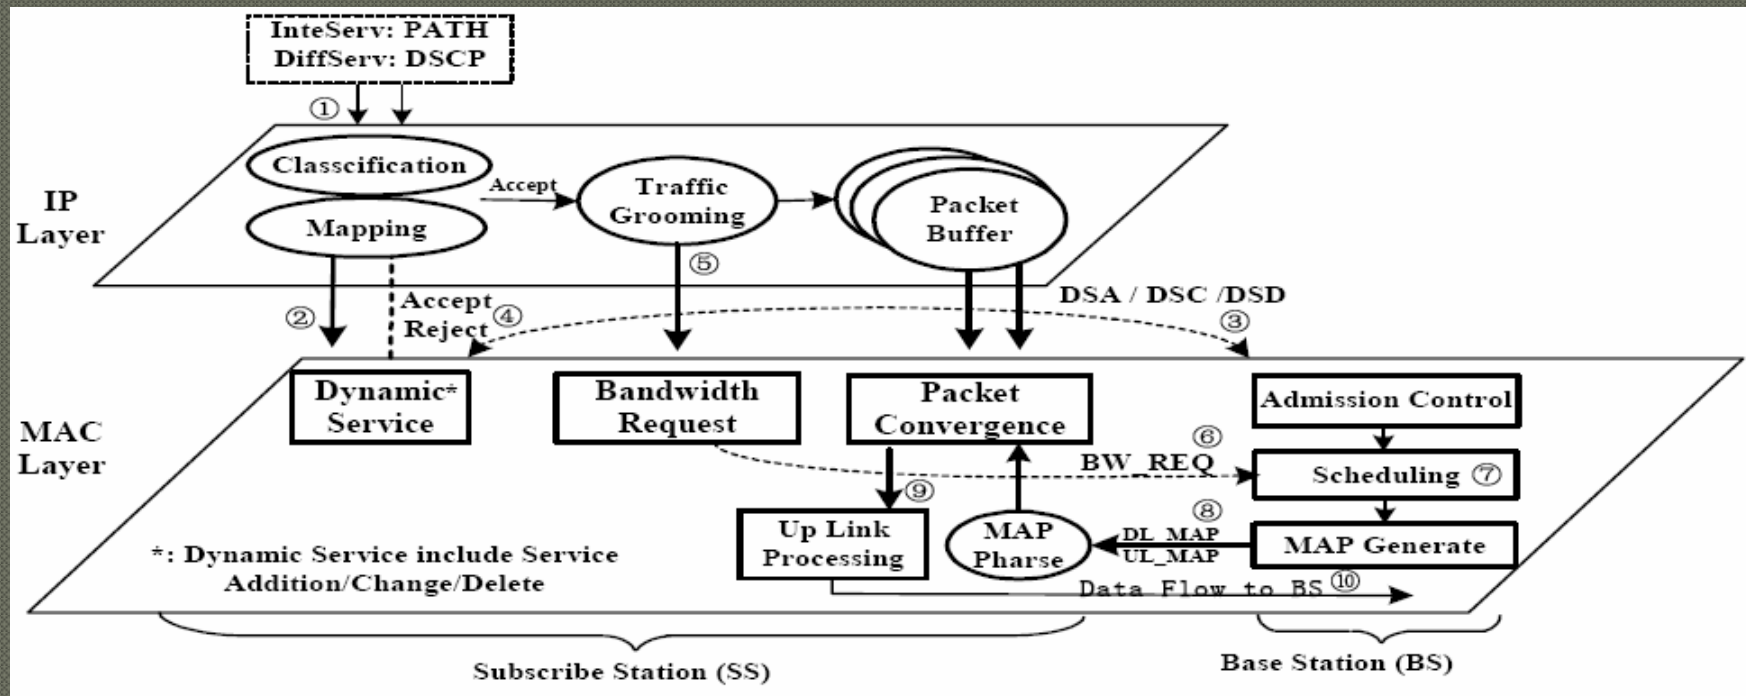 InteServ: PATH
DiffServ: DSCP
①
Classcification
Mapping
Accept
Traffic
Grooming
Packet
Buffer
IP
Layer
②
Accept
Reject
④
⑤
DSA / DSC /DSD
③
MAC
Layer
Dynamic*
Service
Bandwidth
Request
Packet
Convergence
Admission Control
⑥
BW_REQ
Scheduling ⑦
⑨
Up Link
Processing
MAP
Pharse
⑧
DL_MAP
UL_MAP
MAP Generate
*: Dynamic Service include Service
Addition/Change/Delete
Data Flow to BS ⑩
Subscribe Station (SS)
Base Station (BS)